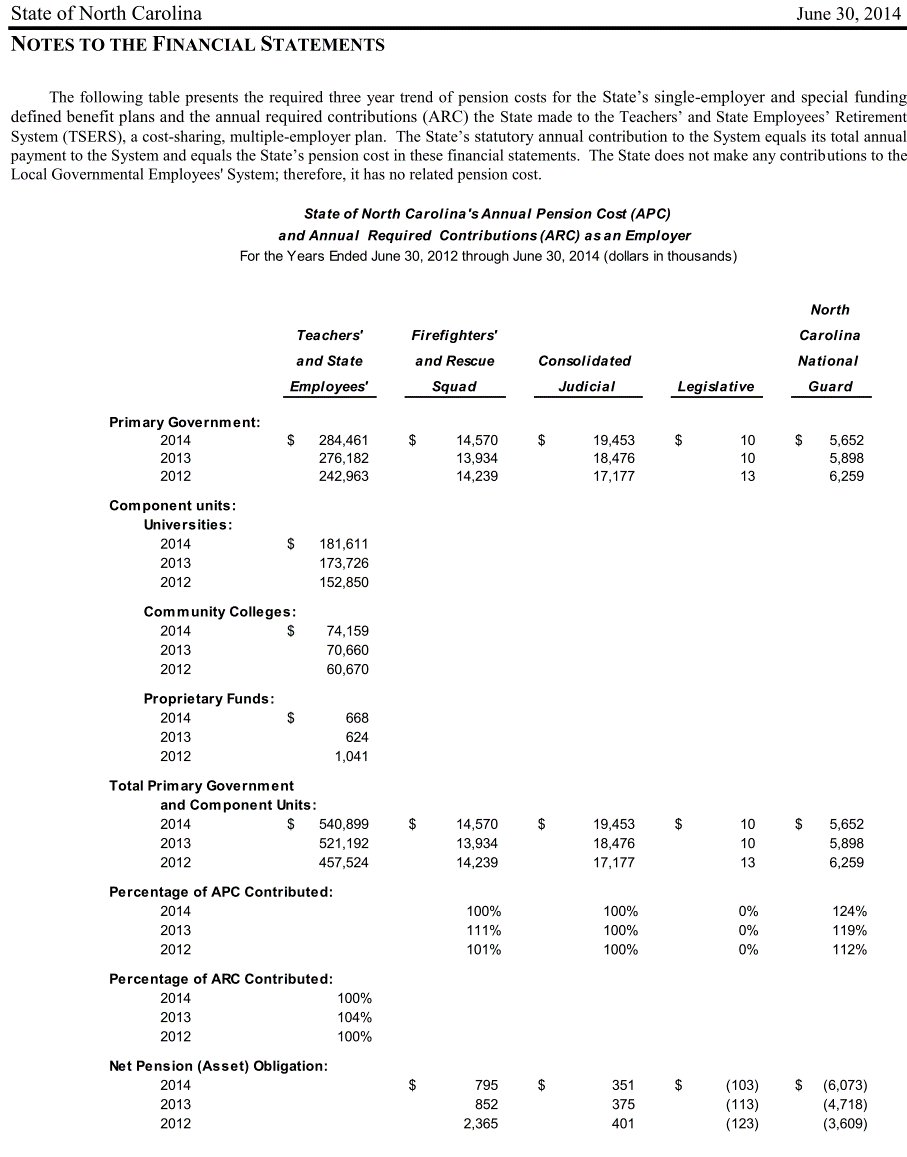 State of North Carolina June 30, 2014
NOTES TO THE FINANCIAL STATEMENTS
The following table presents the required three year trend of pension costs for the State's single-employer and special funding
defined benefit plans and the annual required contributions (ARC) the State made to the Teachers' and State Employees' Retirement
System (TSERS), a cost-sharing, multiple-employer plan. The State's statutory annual contribution to the System equals its total annual
payment to the System and equals the State's pension cost in these financial statements. The State does not make any contributions to the
Local Governmental Employees' System; therefore, it has no related pension cost.
State of North Carolina's Annual Pension Cost (APC)
and Annual Required Contributions (ARC) as an Employer
For the Years Ended June 30, 2012 through June 30, 2014 (dollars in thousands)
North
Teachers' Firefighters' Carolina
and State and Rescue Consolidated National
Employees' Squad Judicial Legislative Guard
Primary Government:
2014 $ 284,461 $ 14,570 $ 19,453 $ 10 $ 5,652
2013 276,182 13,934 18,476 10 5,898
2012 242,963 14,239 17,177 13 6,259
Component units:
Universities:
2014 $ 181,611
2013 173,726
2012 152,850
Community Colleges:
2014 $ 74,159
2013 70,660
2012 60,670
Proprietary Funds:
2014 $ 668
2013 624
2012 1,041
Total Primary Government
and Component Units:
2014 $ 540,899 $ 14,570 $ 19,453 $ 10 $ 5,652
2013 521,192 13,934 18,476 10 5,898
2012 457,524 14,239 17,177 13 6,259
Percentage of APC Contributed:
2014 100% 100% 0% 124%
2013 111% 100% 0% 119%
2012 101% 100% 0% 112%
Percentage of ARC Contributed:
2014 100%
2013 104%
2012 100%
Net Pension (Asset) Obligation:
2014 $ 795 $ 351 $ (103) $ (6,073)
2013 852 375 (113) (4,718)
2012 2,365 401 (123) (3,609)